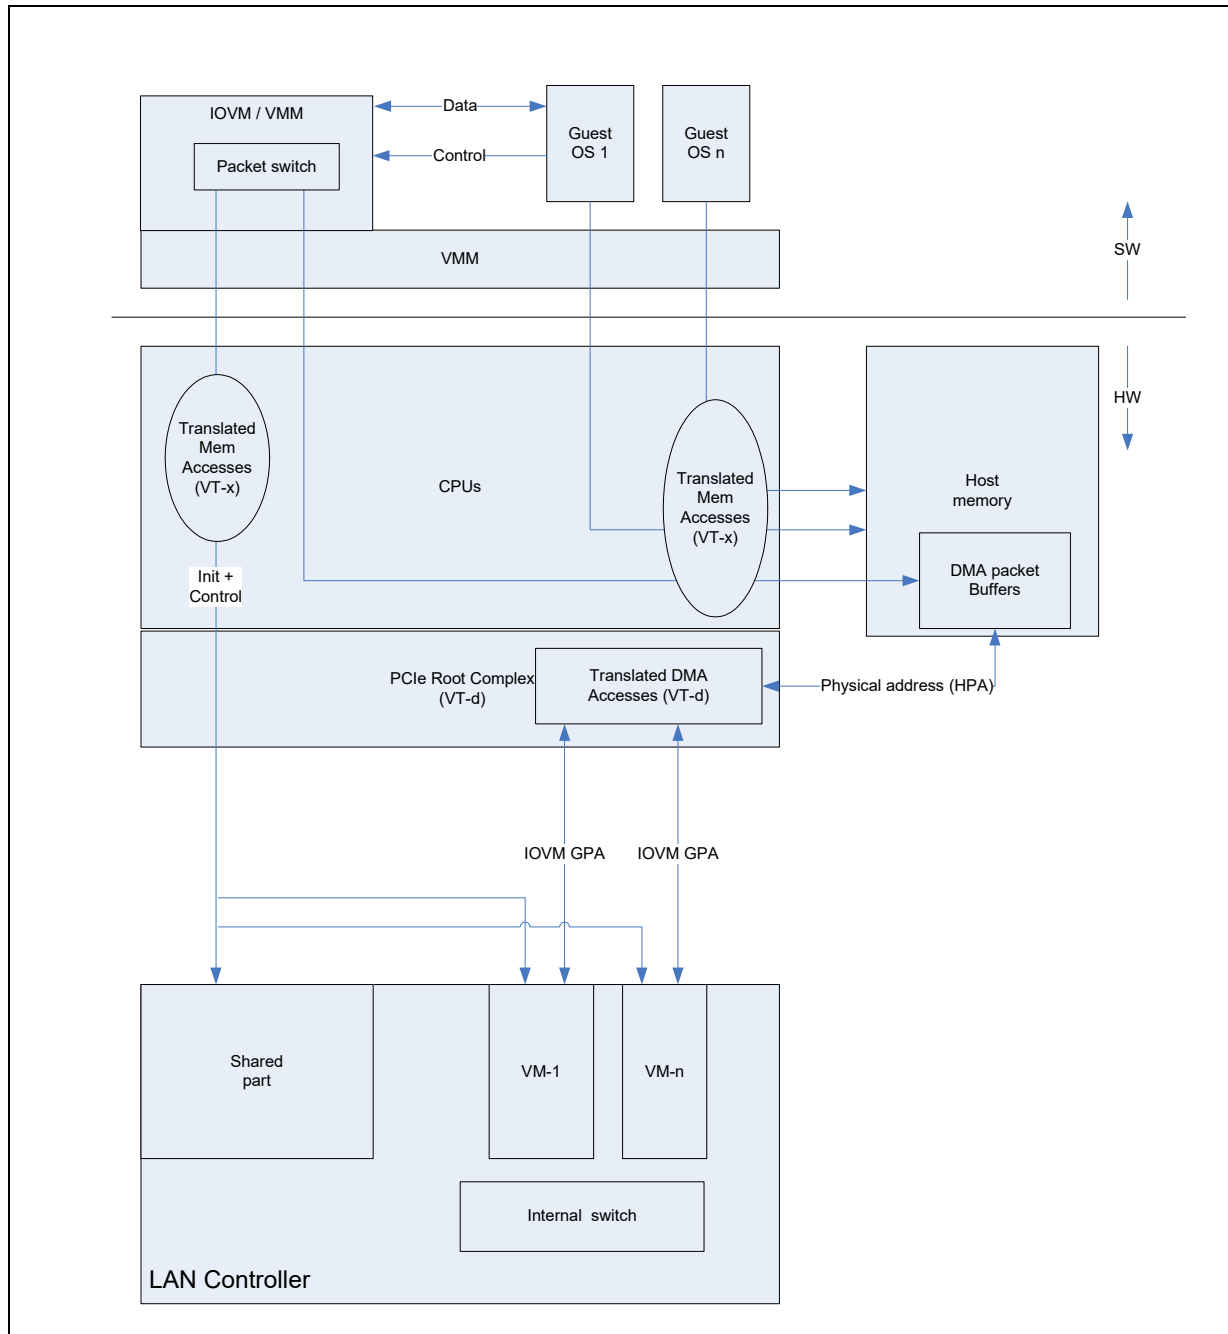 IOVM / VMM
Data
Guest
OS 1
Guest
OS n
Control
Packet switch
VMM
SW
HW
Translated
Mem
Accesses
(VT-x)
CPUs
Translated
Mem
Accesses
(VT-x)
Host
memory
DMA packet
Buffers
Init +
Control
PCIe Root Complex
(VT-d)
Translated DMA
Accesses (VT-d)
Physical address (HPA)
IOVM GPA
IOVM GPA
Shared
part
VM-1
VM-n
Internal switch
LAN Controller